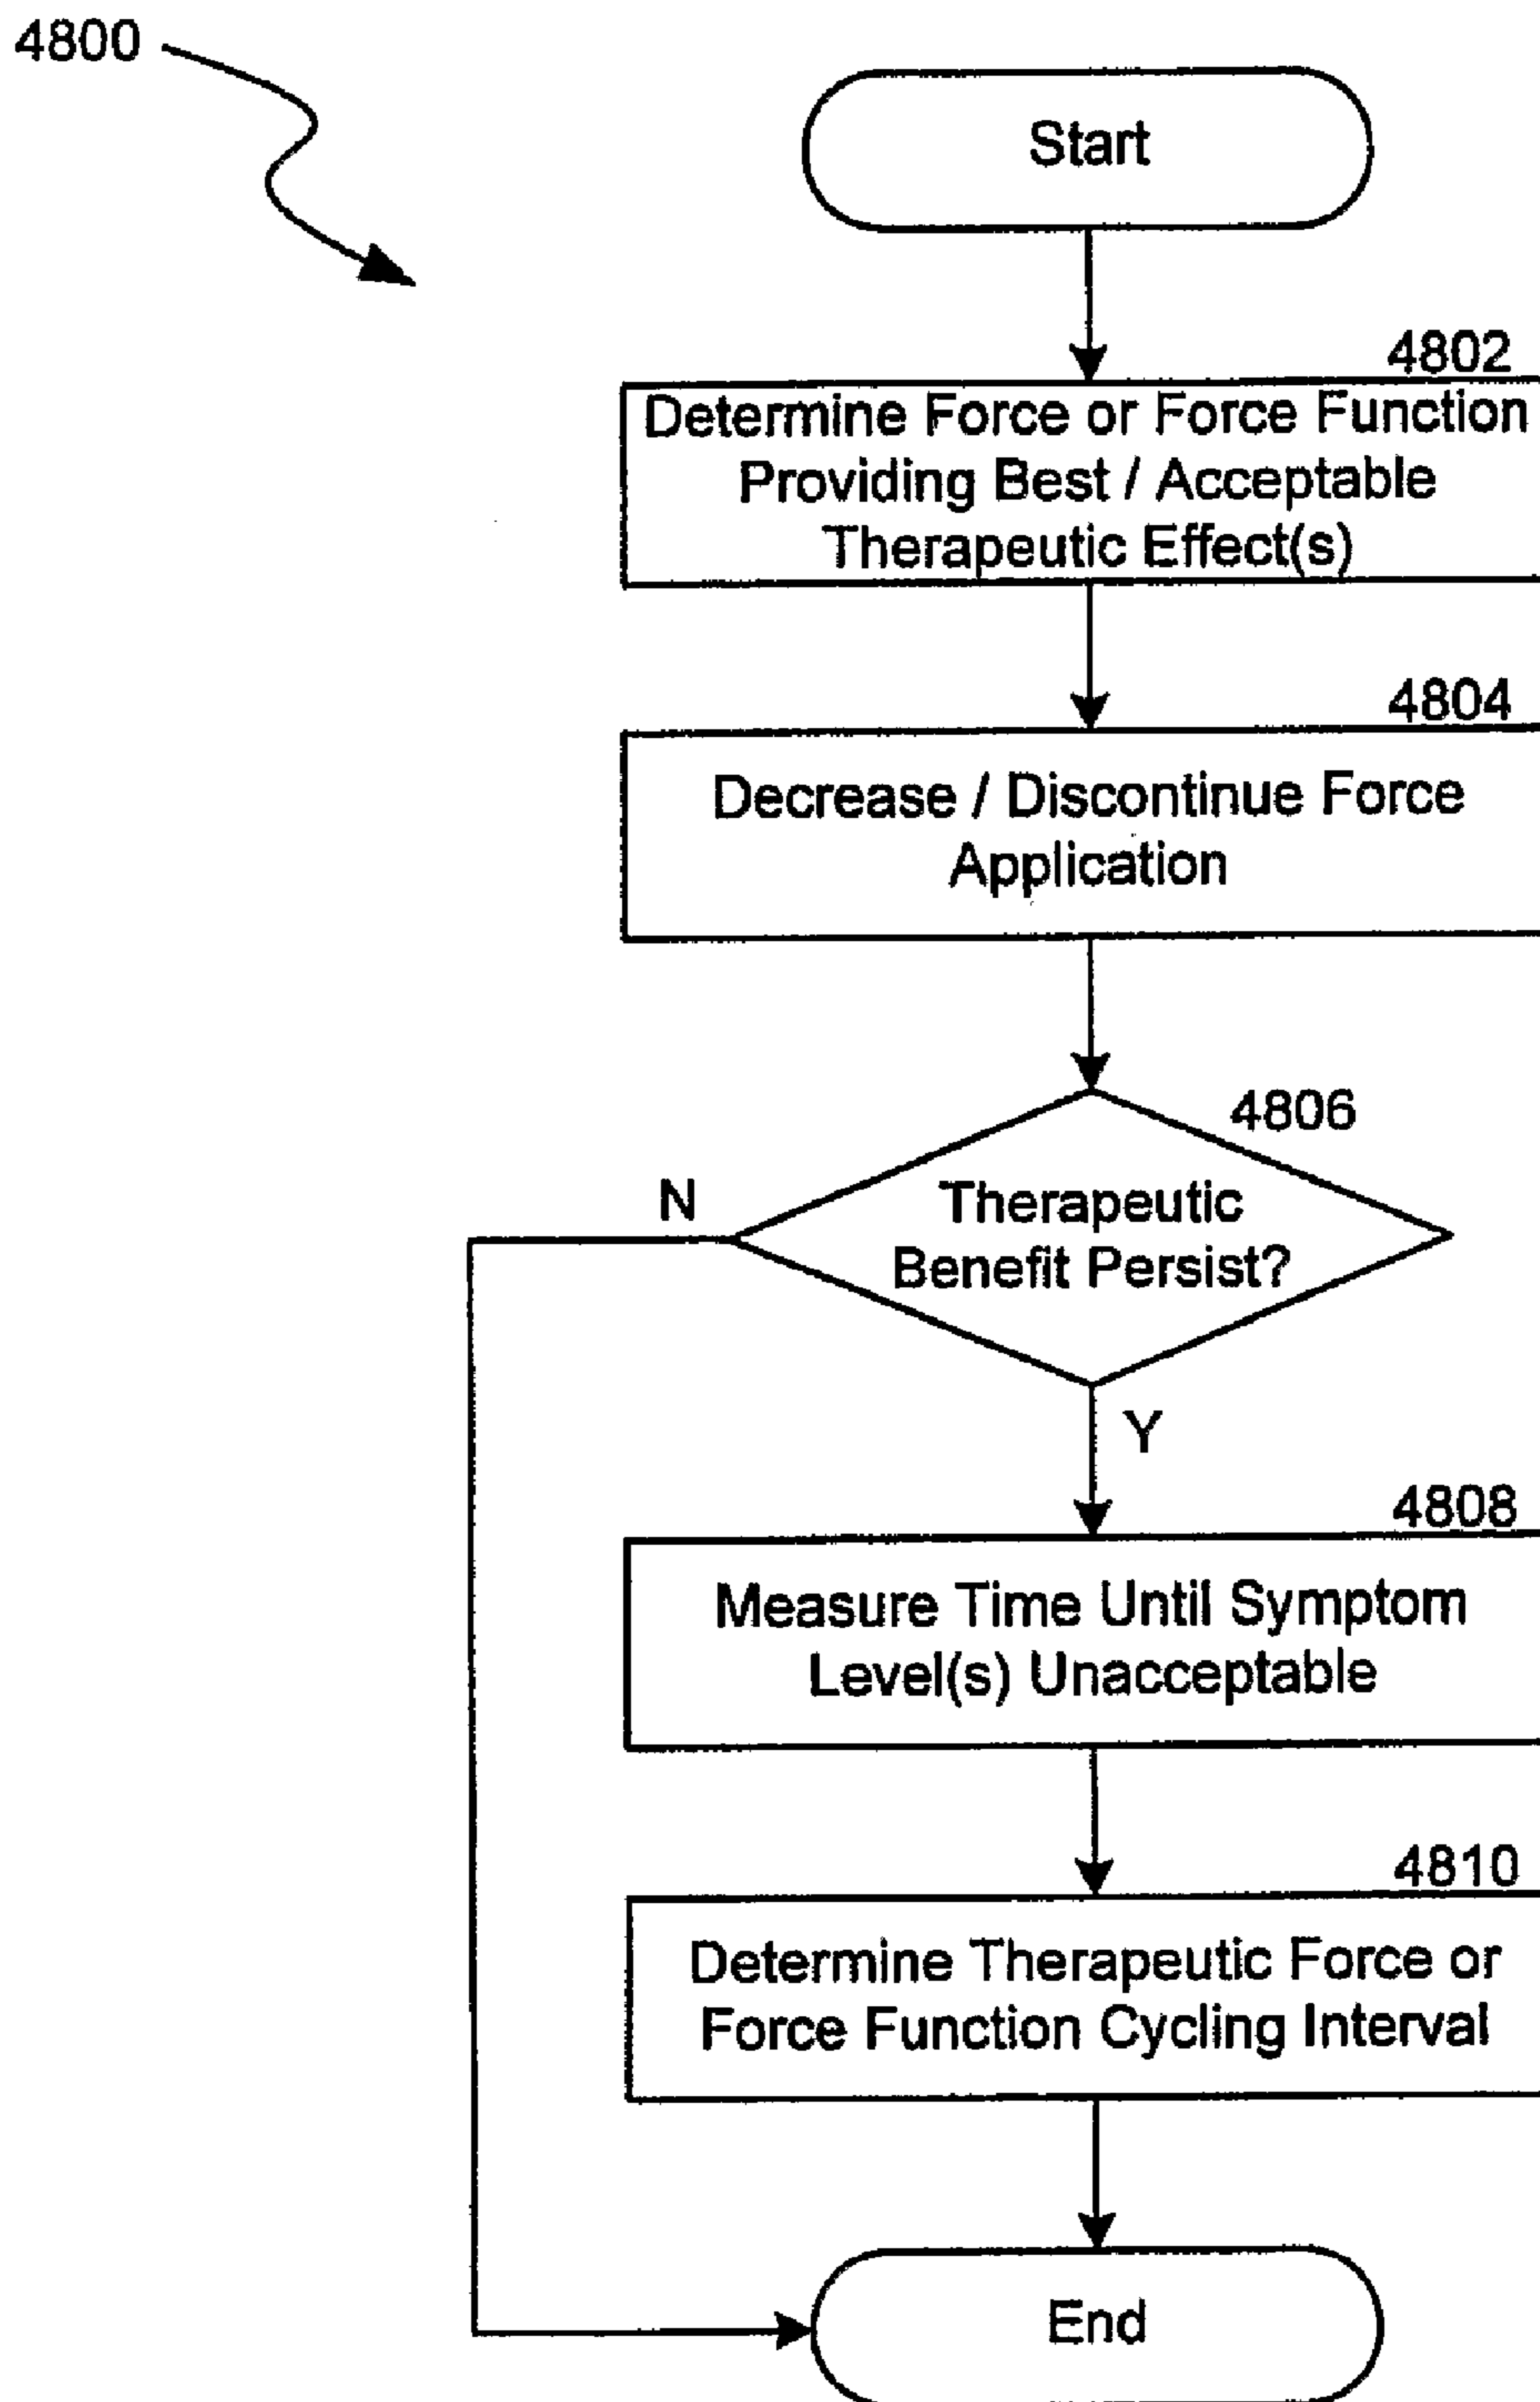 4800
Start
4802
Determine Force or Force Function
Providing Best / Acceptable
Therapeutic Effect(s)
4804
Decrease / Discontinue Force
Application
4806
N
Therapeutic
Benefit Persist?
Y
4808
Measure Time Until Symptom
Level(s) Unacceptable
4810
Determine Therapeutic Force or
Force Function Cycling Interval
End